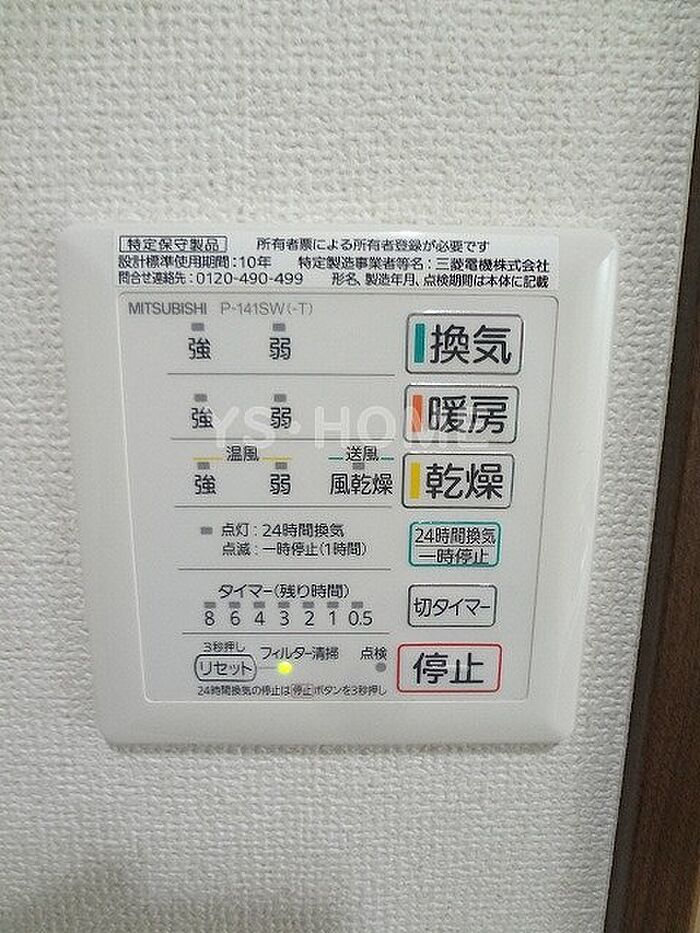 特定保守製品 所有者票による所有者登録が必要です
設計標準使用期間：10年 特定製造事業者等名：三菱電機株式会社
問合せ連絡先：0120-490-499 形名、製造年月、点検期間は本体に記載
MITSUBISHI P-141SW(-T)
強 弱 換気
強 弱 暖房
YS・HOME
温風 送風
強 弱 風乾燥 乾燥
点灯：24時間換気
点滅：一時停止(1時間)
24時間換気
一時停止
タイマー(残り時間)
8 6 4 3 2 1 0.5
切タイマー
3秒押し
リセット フィルター清掃 点検
停止
24時間換気の停止は停止ボタンを3秒押し